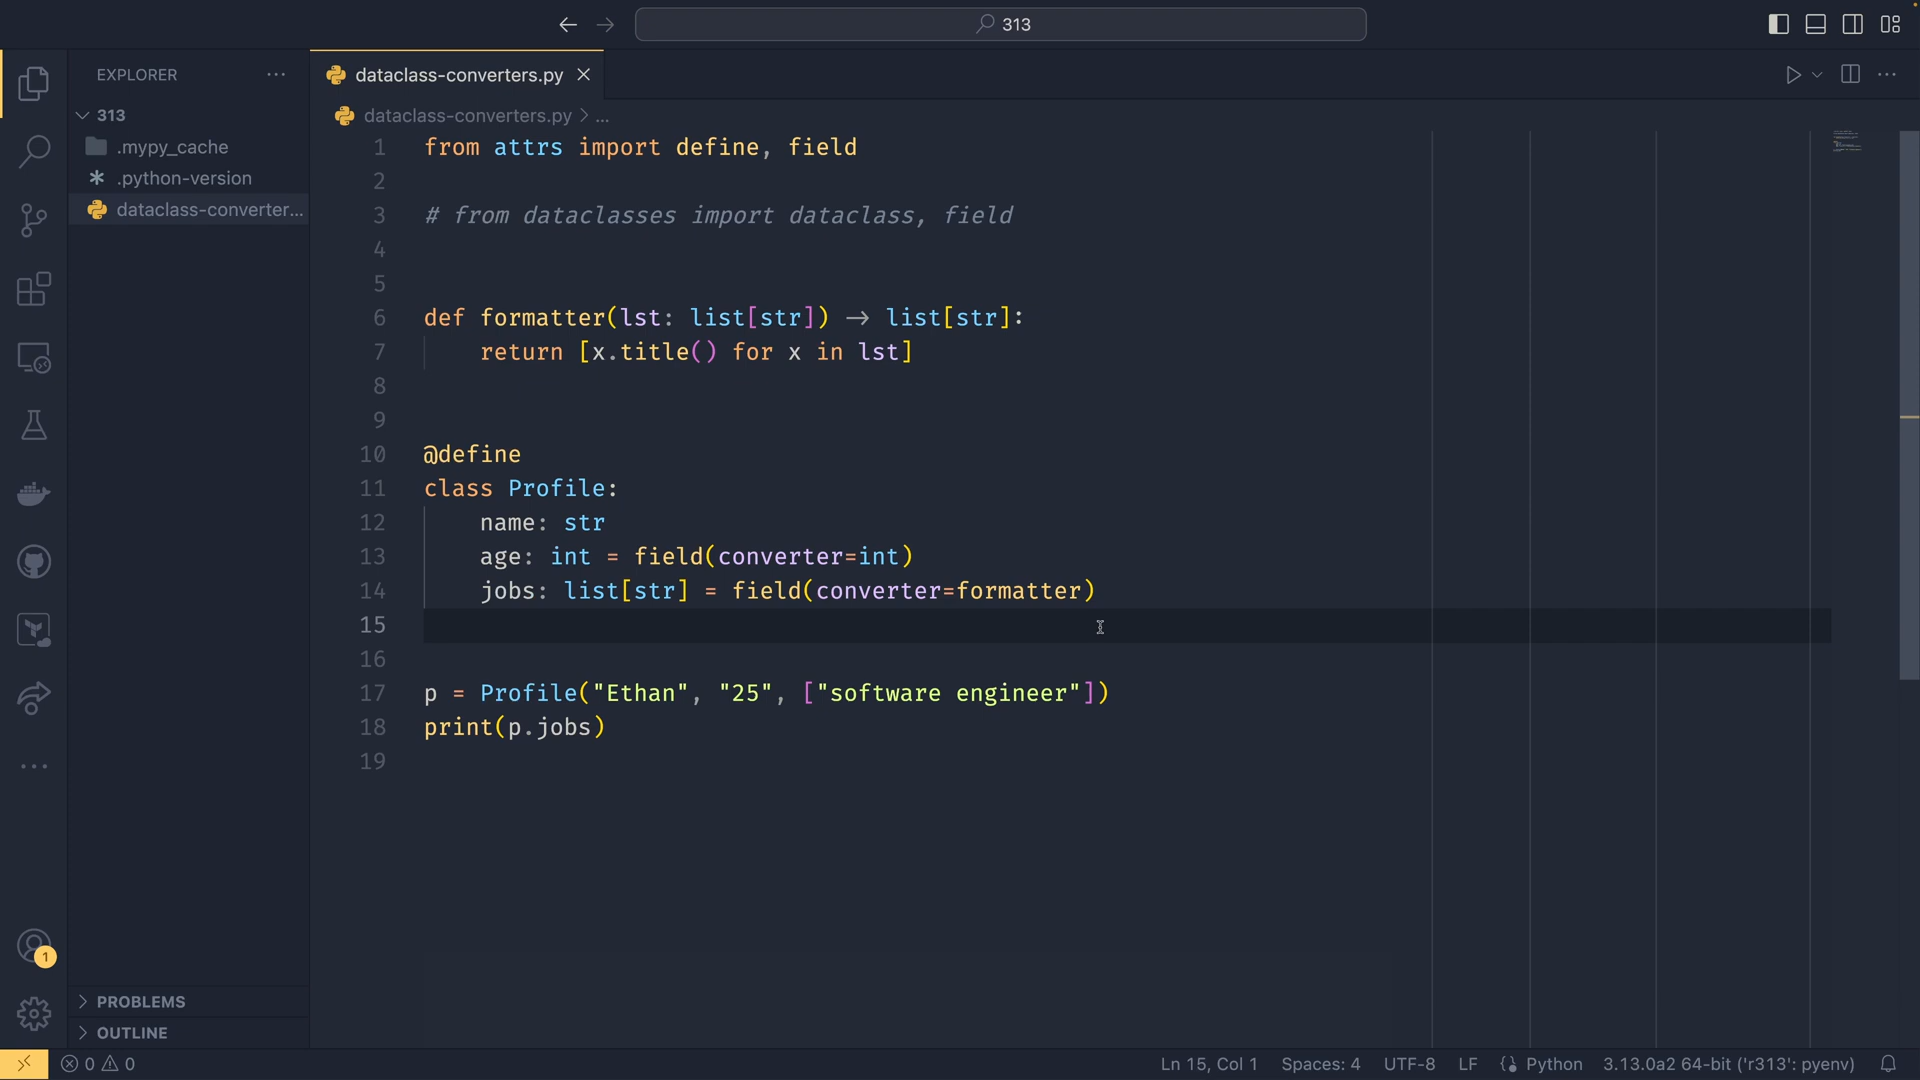 313
EXPLORER ···
dataclass-converters.py
313
dataclass-converters.py > ...
.mypy_cache
.python-version
dataclass-converter...
1 from attrs import define, field
2
3 # from dataclasses import dataclass, field
4
5
6 def formatter(lst: list[str]) -> list[str]:
7 return [x.title() for x in lst]
8
9
10 @define
11 class Profile:
12 name: str
13 age: int = field(converter=int)
14 jobs: list[str] = field(converter=formatter)
15
16
17 p = Profile("Ethan", "25", ["software engineer"])
18 print(p.jobs)
19
1
PROBLEMS
OUTLINE
0 0
Ln 15, Col 1 Spaces: 4 UTF-8 LF Python 3.13.0a2 64-bit ('r313': pyenv)